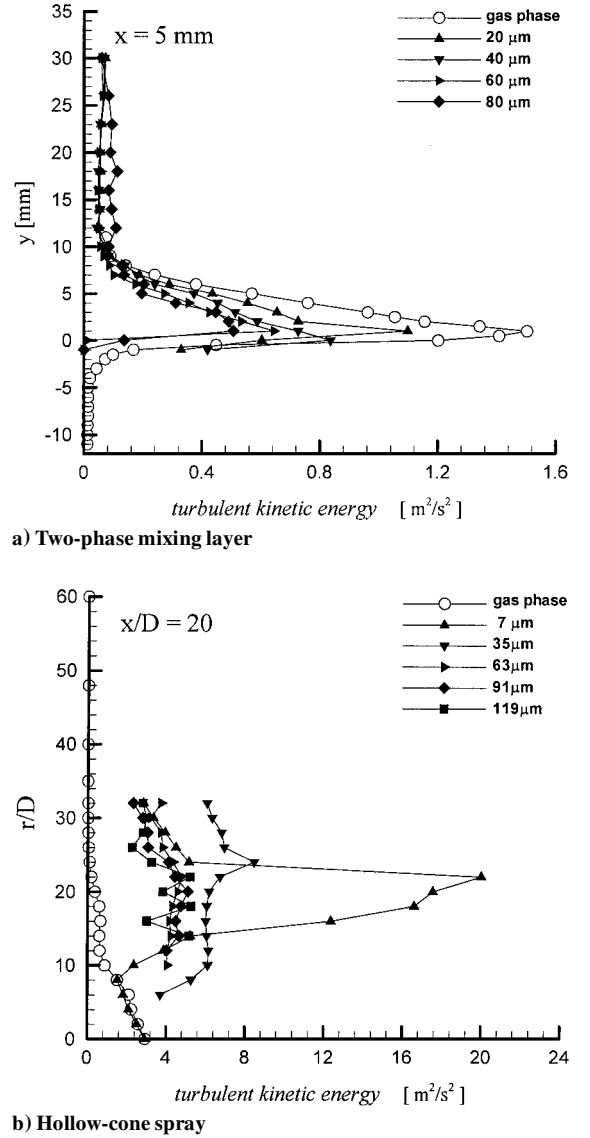 35
30
25
20
15
10
5
0
-5
-10
y [mm]
x = 5 mm
gas phase
20 μm
40 μm
60 μm
80 μm
0 0.4 0.8 1.2 1.6
turbulent kinetic energy [ m²/s² ]
a) Two-phase mixing layer
60
50
40
30
20
10
0
r/D
x/D = 20
gas phase
7 μm
35μm
63μm
91μm
119μm
0 4 8 12 16 20 24
turbulent kinetic energy [ m²/s² ]
b) Hollow-cone spray